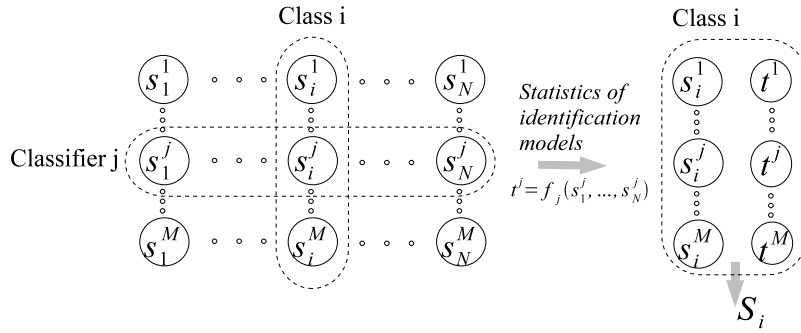 Class i
Class i
s_1^1 s_i^1 s_N^1
s_i^1 t^1
Statistics of
identification
models
Classifier j
s_1^j s_i^j s_N^j
t^j=f_j(s_1^j,...,s_N^j)
s_i^j t^j
s_1^M s_i^M s_N^M
s_i^M t^M
S_i